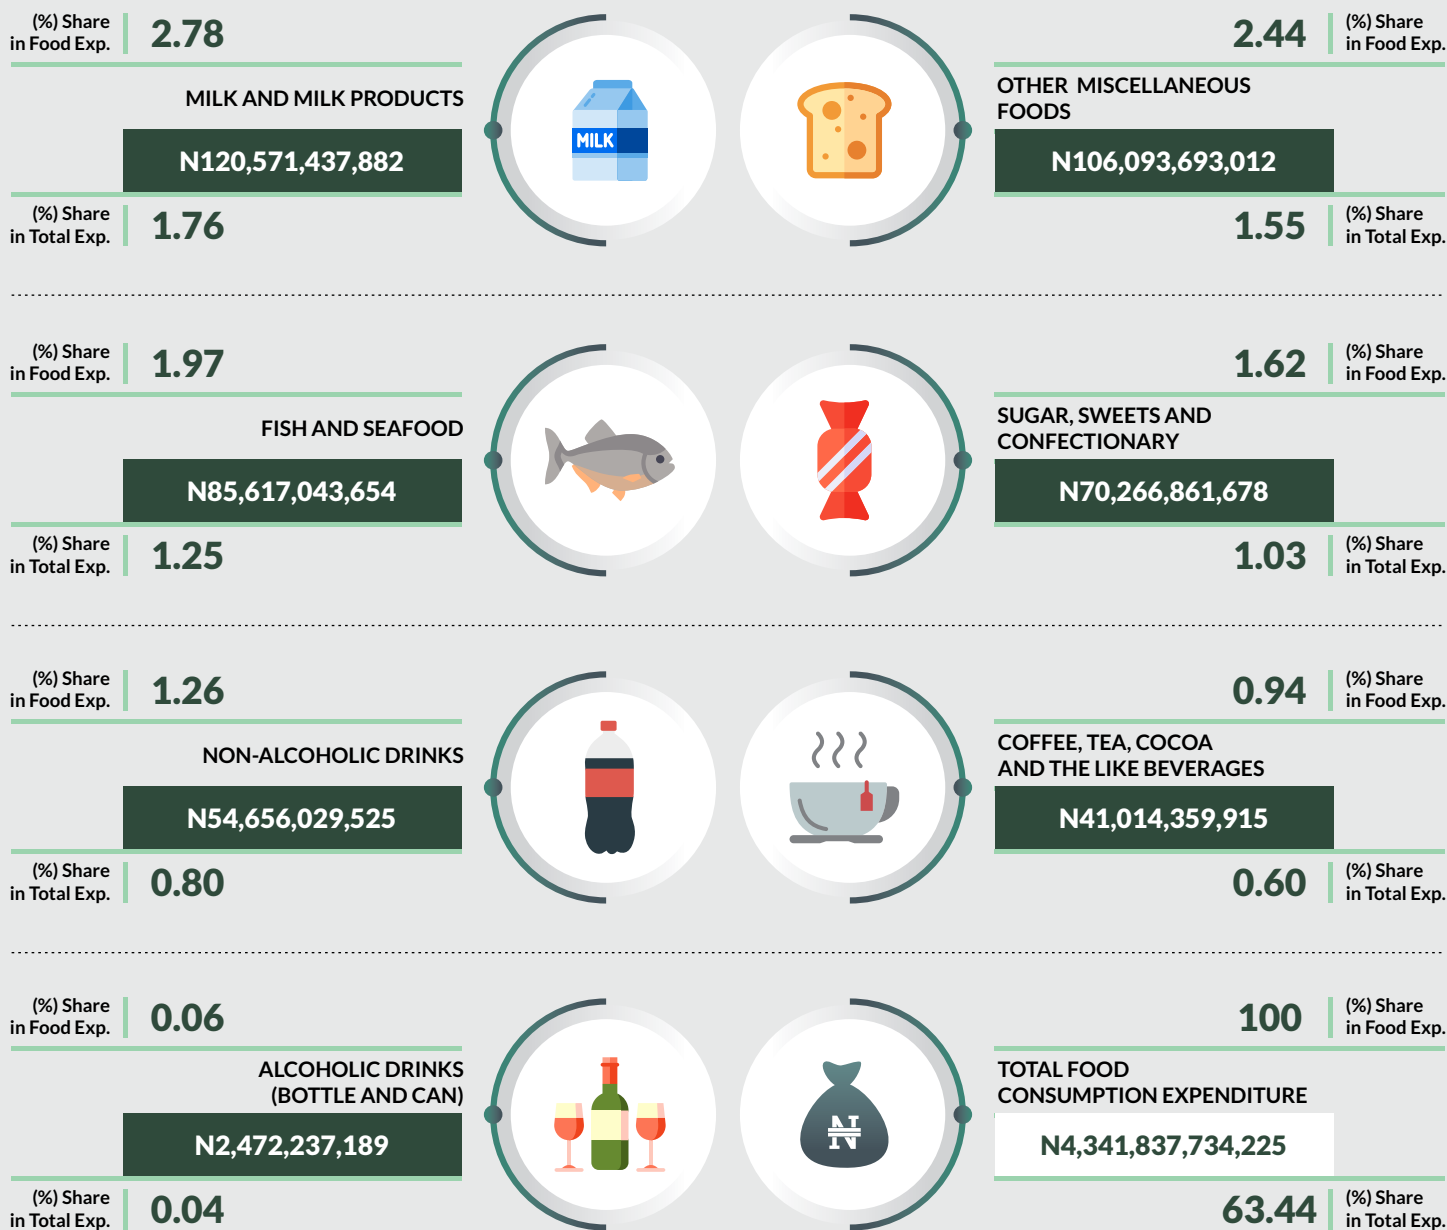 (%) Share
in Food Exp.
2.78
MILK AND MILK PRODUCTS
N120,571,437,882
(%) Share
in Total Exp.
1.76
MILK
2.44
(%) Share
in Food Exp.
OTHER MISCELLANEOUS
FOODS
N106,093,693,012
1.55
(%) Share
in Total Exp.
(%) Share
in Food Exp.
1.97
FISH AND SEAFOOD
N85,617,043,654
(%) Share
in Total Exp.
1.25
1.62
(%) Share
in Food Exp.
SUGAR, SWEETS AND
CONFECTIONARY
N70,266,861,678
1.03
(%) Share
in Total Exp.
(%) Share
in Food Exp.
1.26
NON-ALCOHOLIC DRINKS
N54,656,029,525
(%) Share
in Total Exp.
0.80
0.94
(%) Share
in Food Exp.
COFFEE, TEA, COCOA
AND THE LIKE BEVERAGES
N41,014,359,915
0.60
(%) Share
in Total Exp.
(%) Share
in Food Exp.
0.06
ALCOHOLIC DRINKS
(BOTTLE AND CAN)
N2,472,237,189
(%) Share
in Total Exp.
0.04
₦
100
(%) Share
in Food Exp.
TOTAL FOOD
CONSUMPTION EXPENDITURE
N4,341,837,734,225
63.44
(%) Share
in Total Exp.